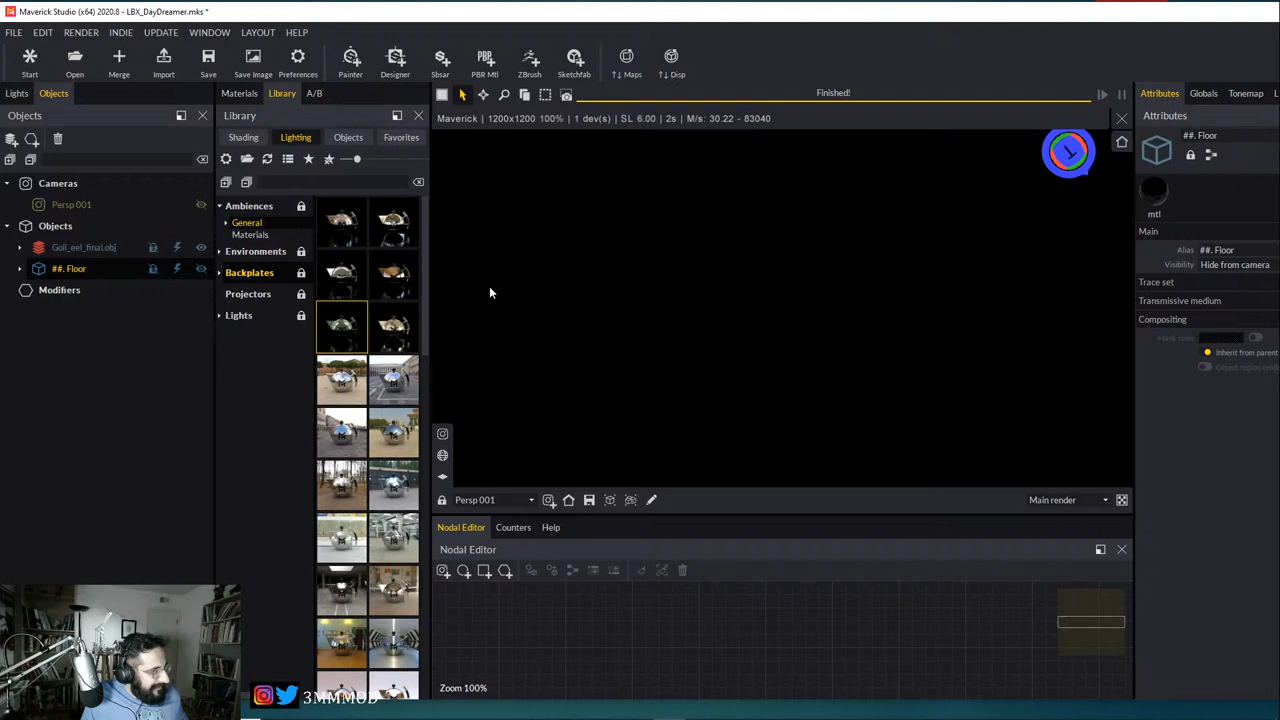 Maverick Studio (x64) 2020.8 - LBX_DayDreamer.mks *
FILE EDIT RENDER INDIE UPDATE WINDOW LAYOUT HELP
Start Open Merge Import Save Save Image Preferences Painter Designer Sbsar PBR Mtl ZBrush Sketchfab ↑↓ Maps ↑↓ Disp
Lights Objects
Materials Library A/B
Finished!
Attributes Globals Tonemap L
Objects
Library
Maverick | 1200x1200 100% | 1 dev(s) | SL 6.00 | 2s | M/s: 30.22 - 83040
Attributes
Shading Lighting Objects Favorites
##. Floor
mtl
Cameras
Persp 001
Objects
Goll_eel_final.obj
##. Floor
Modifiers
Ambiences
General
Materials
Environments
Backplates
Projectors
Lights
Main
Alias ##. Floor
Visibility Hide from camera
Trace set
Transmissive medium
Compositing
Mask color
Inherit from parent
Persp 001
Main render
Nodal Editor Counters Help
Nodal Editor
Zoom 100%
3MMMOD